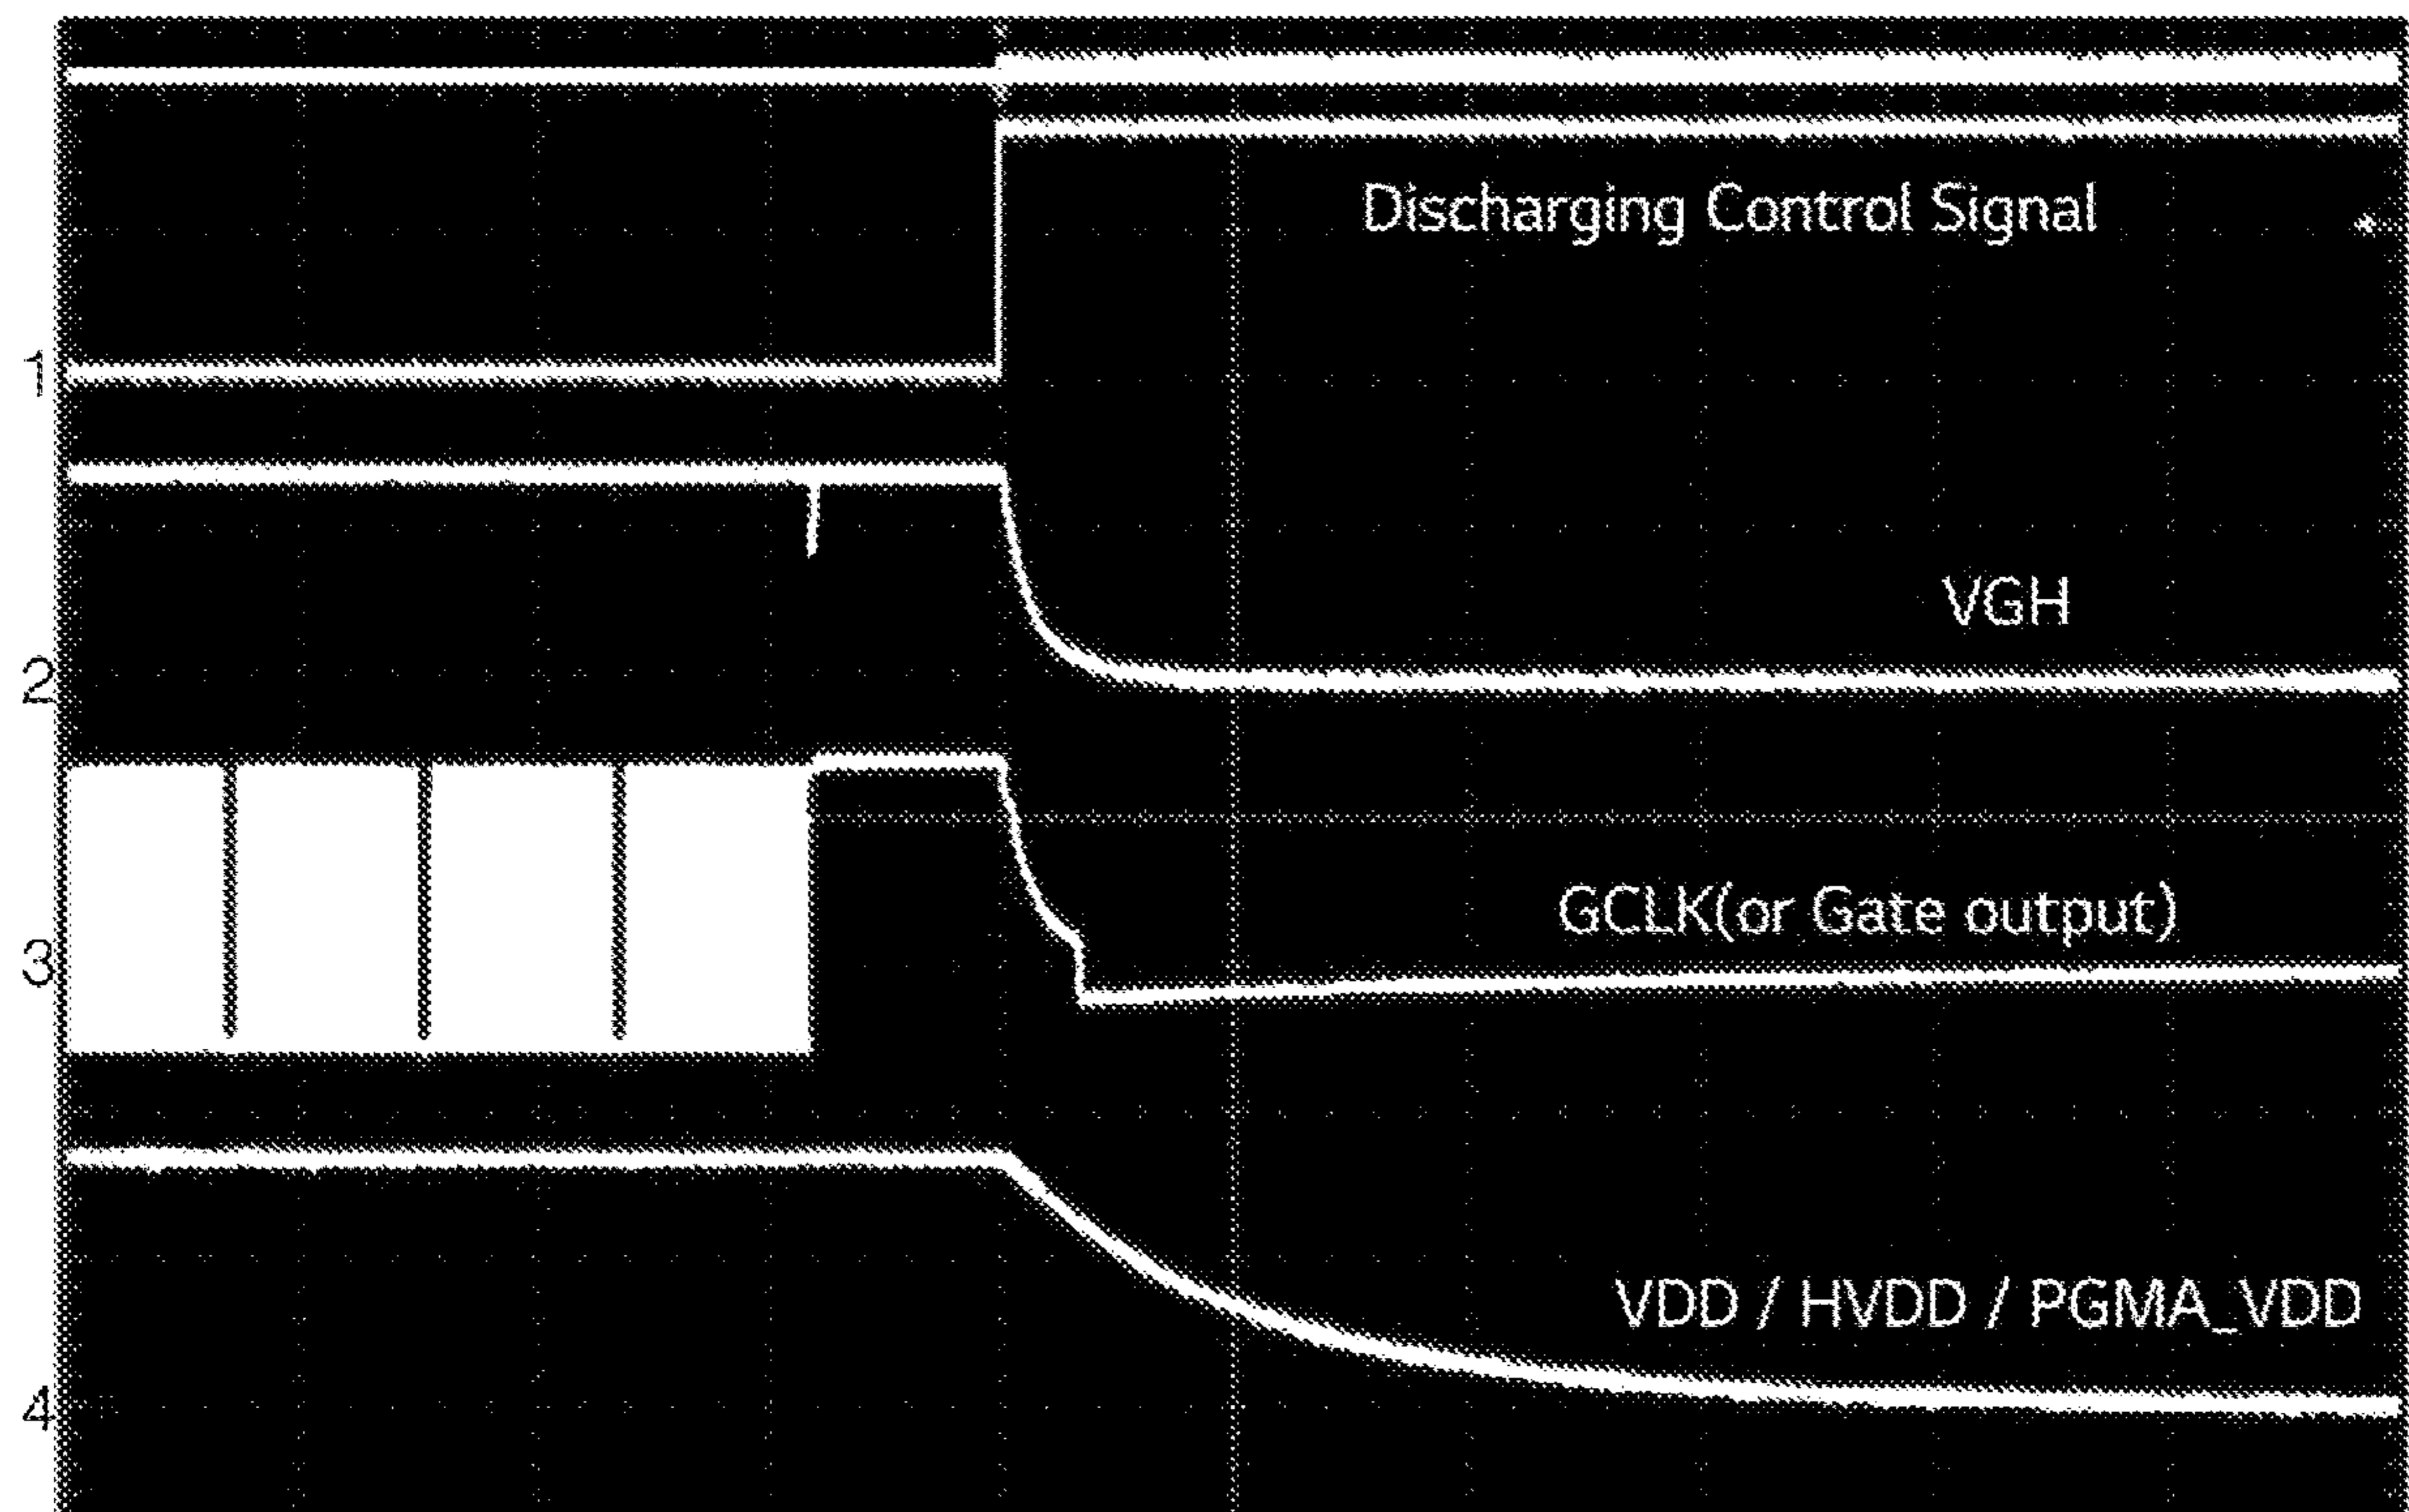 Discharging Control Signal
1
VGH
2
GCLK(or Gate output)
3
VDD / HVDD / PGMA_VDD
4